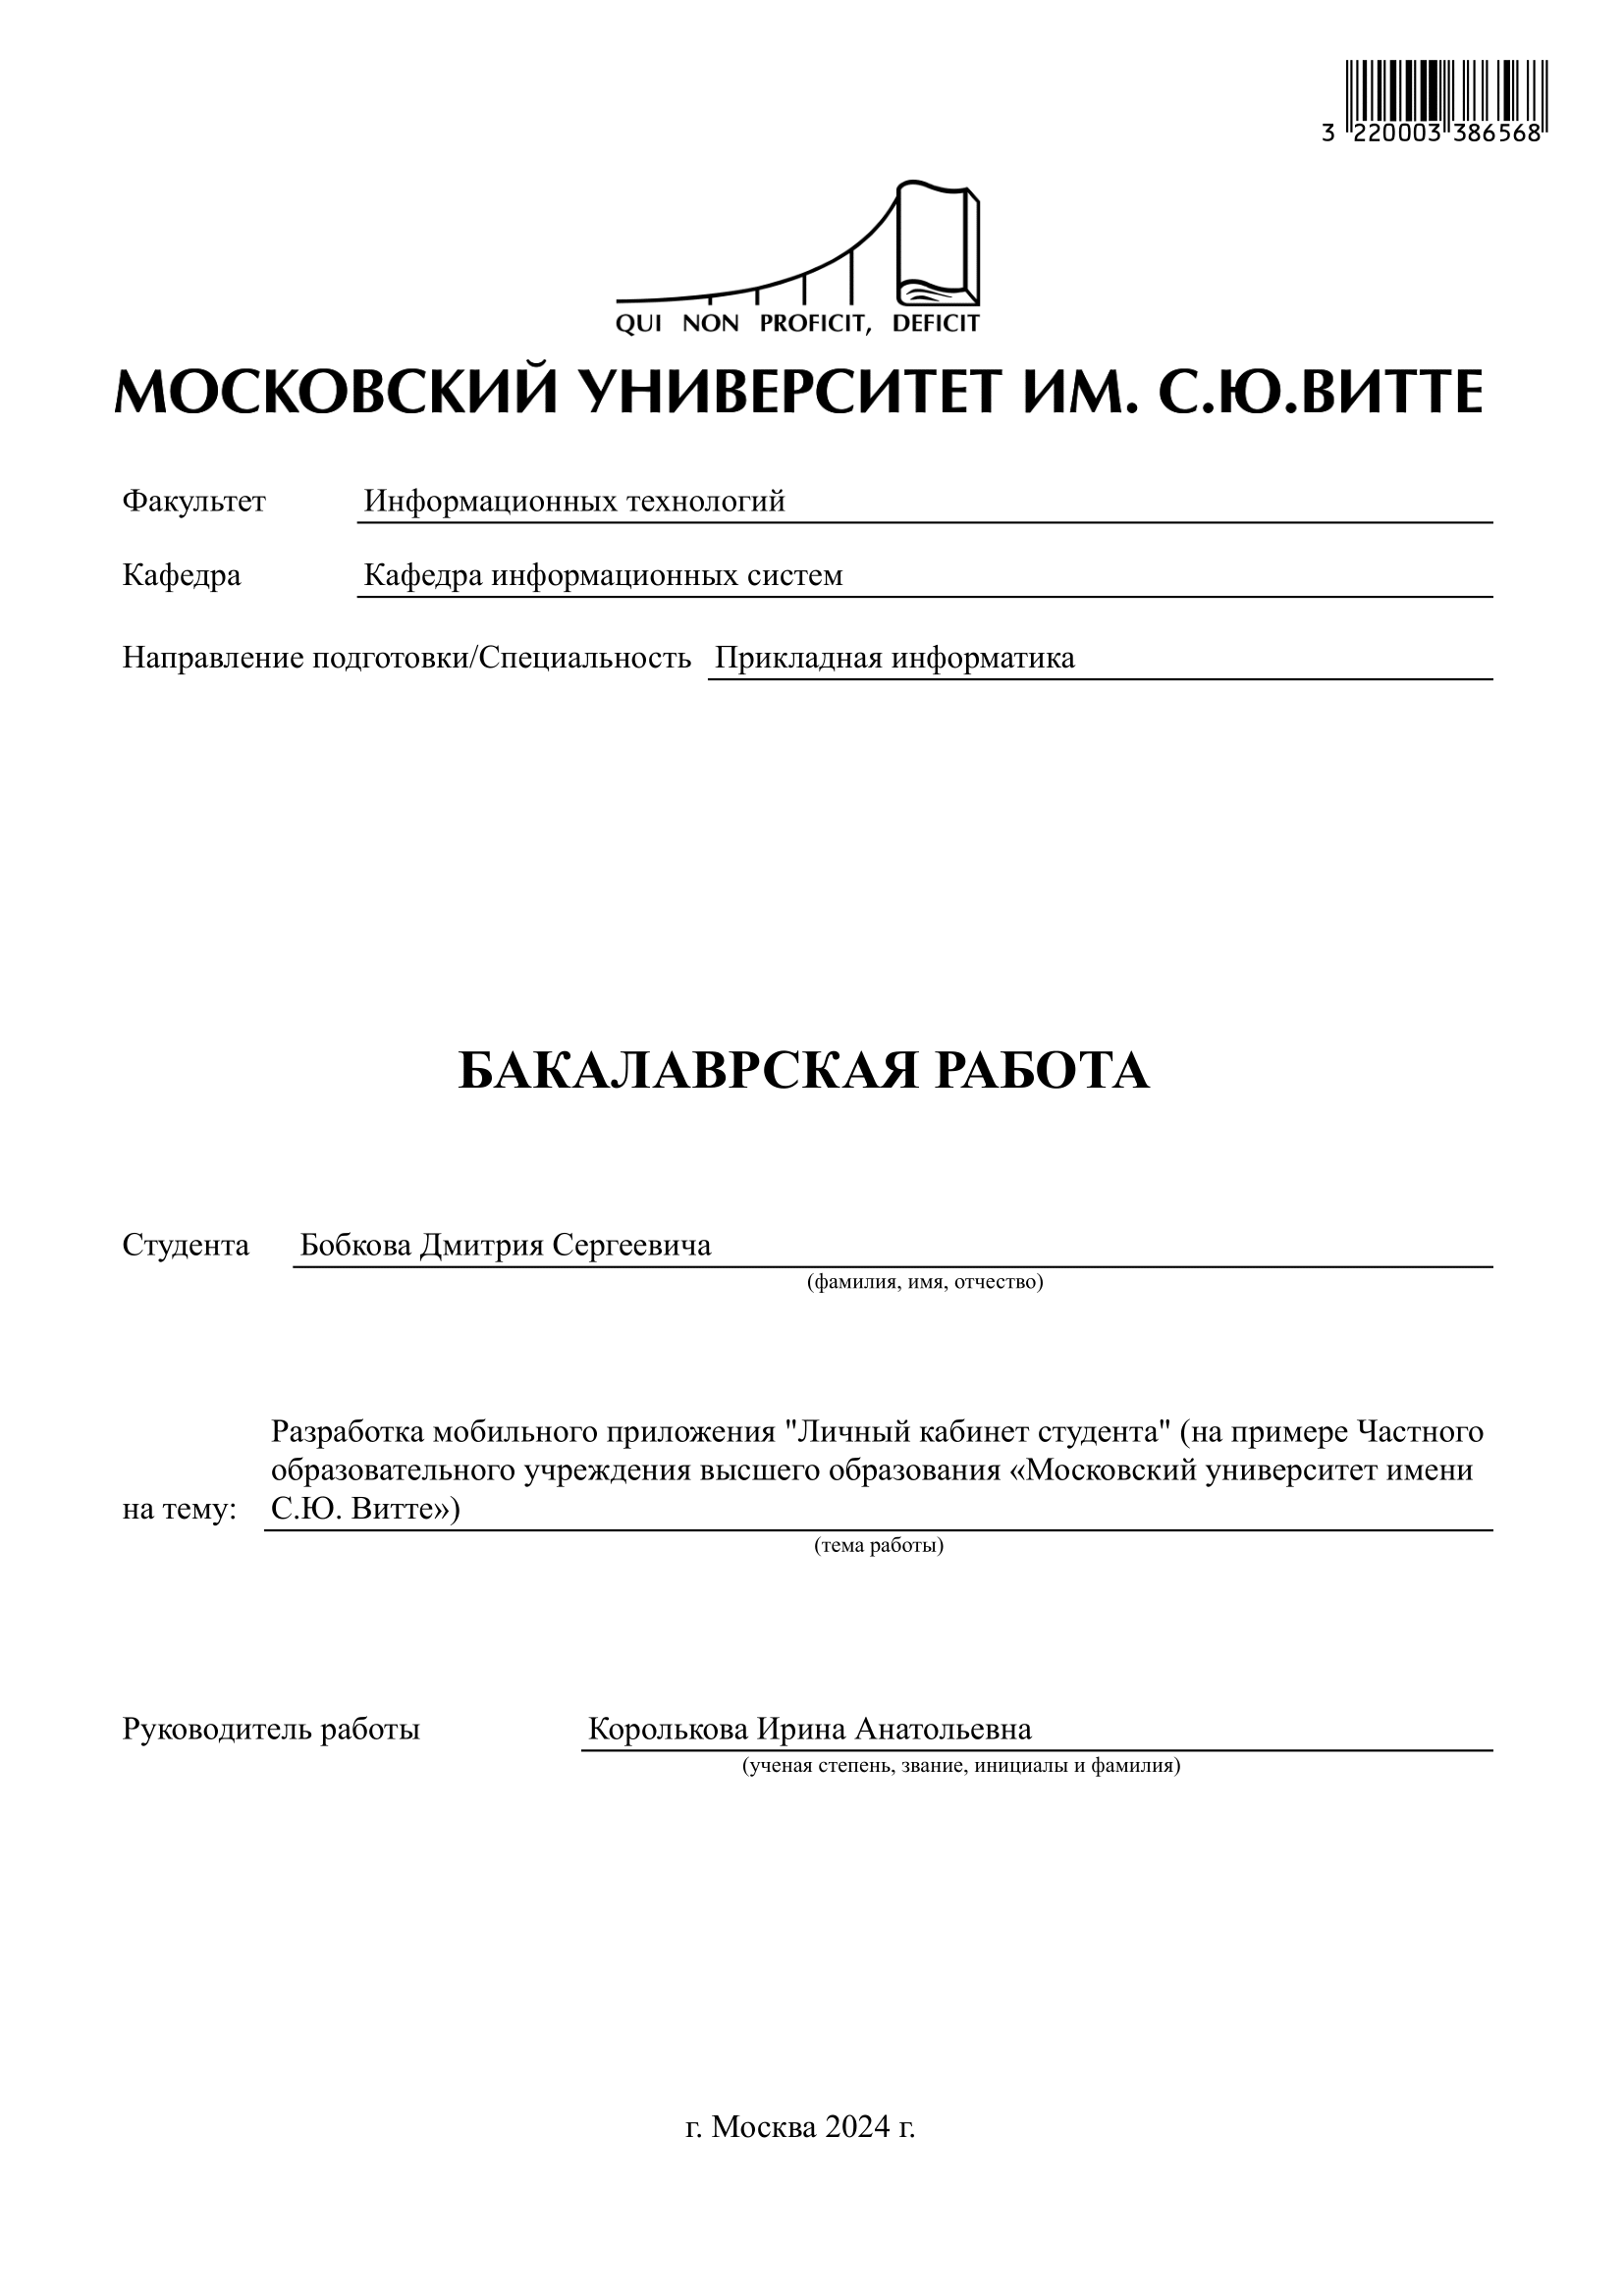 3 220003 386568
QUI NON PROFICIT, DEFICIT
МОСКОВСКИЙ УНИВЕРСИТЕТ ИМ. С.Ю.ВИТТЕ
Факультет Информационных технологий
Кафедра Кафедра информационных систем
Направление подготовки/Специальность Прикладная информатика
БАКАЛАВРСКАЯ РАБОТА
Студента Бобкова Дмитрия Сергеевича
(фамилия, имя, отчество)
Разработка мобильного приложения "Личный кабинет студента" (на примере Частного
образовательного учреждения высшего образования «Московский университет имени
на тему: С.Ю. Витте»)
(тема работы)
Руководитель работы Королькова Ирина Анатольевна
(ученая степень, звание, инициалы и фамилия)
г. Москва 2024 г.